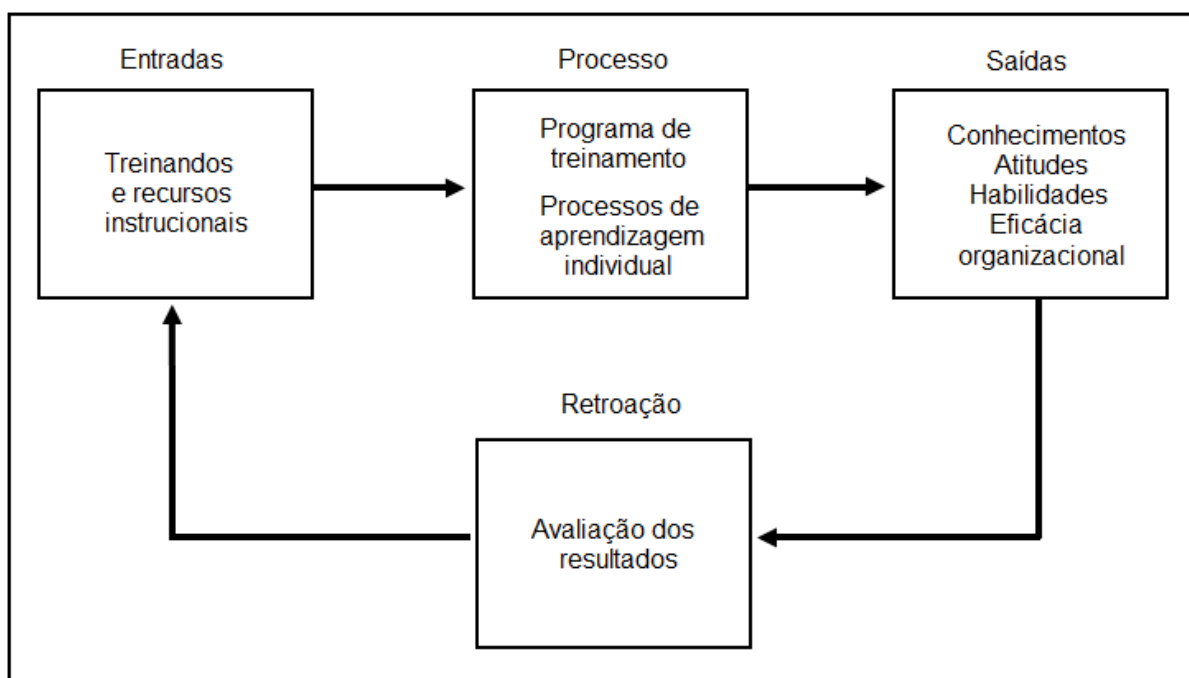 Entradas
Treinandos
e recursos
instrucionais
Processo
Programa de
treinamento
Processos de
aprendizagem
individual
Saídas
Conhecimentos
Atitudes
Habilidades
Eficácia
organizacional
Retroação
Avaliação dos
resultados